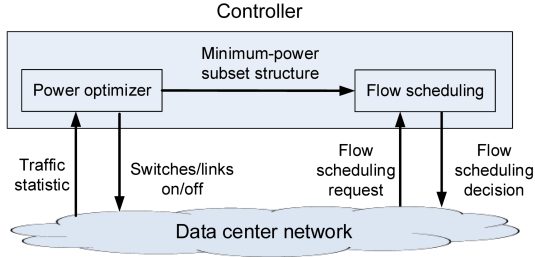 Controller
Minimum-power
subset structure
Power optimizer
Flow scheduling
Traffic
statistic
Switches/links
on/off
Flow
scheduling
request
Flow
scheduling
decision
Data center network